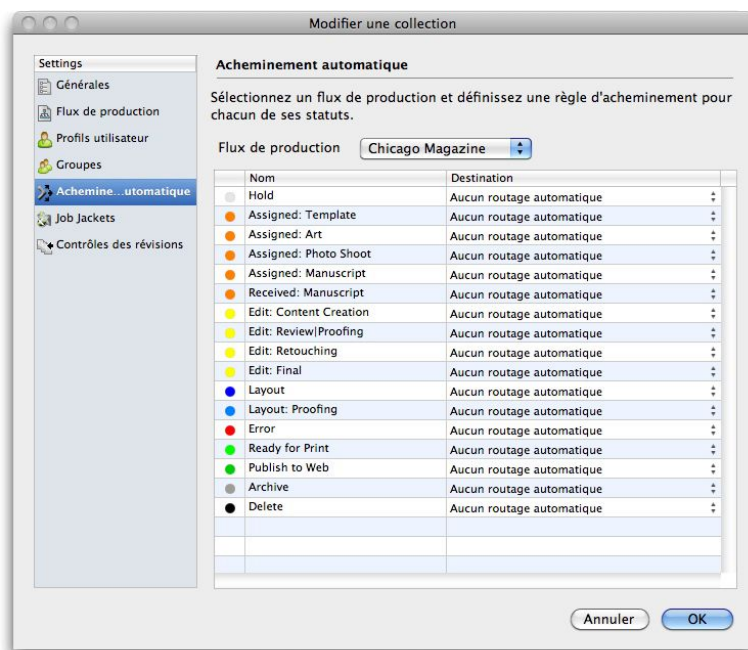 Modifier une collection
Settings
Générales
Flux de production
Profils utilisateur
Groupes
Achemine...utomatique
Job Jackets
Contrôles des révisions
Acheminement automatique
Sélectionnez un flux de production et définissez une règle d'acheminement pour
chacun de ses statuts.
Flux de production Chicago Magazine
Nom Destination
Hold Aucun routage automatique
Assigned: Template Aucun routage automatique
Assigned: Art Aucun routage automatique
Assigned: Photo Shoot Aucun routage automatique
Assigned: Manuscript Aucun routage automatique
Received: Manuscript Aucun routage automatique
Edit: Content Creation Aucun routage automatique
Edit: Review|Proofing Aucun routage automatique
Edit: Retouching Aucun routage automatique
Edit: Final Aucun routage automatique
Layout Aucun routage automatique
Layout: Proofing Aucun routage automatique
Error Aucun routage automatique
Ready for Print Aucun routage automatique
Publish to Web Aucun routage automatique
Archive Aucun routage automatique
Delete Aucun routage automatique
Annuler OK